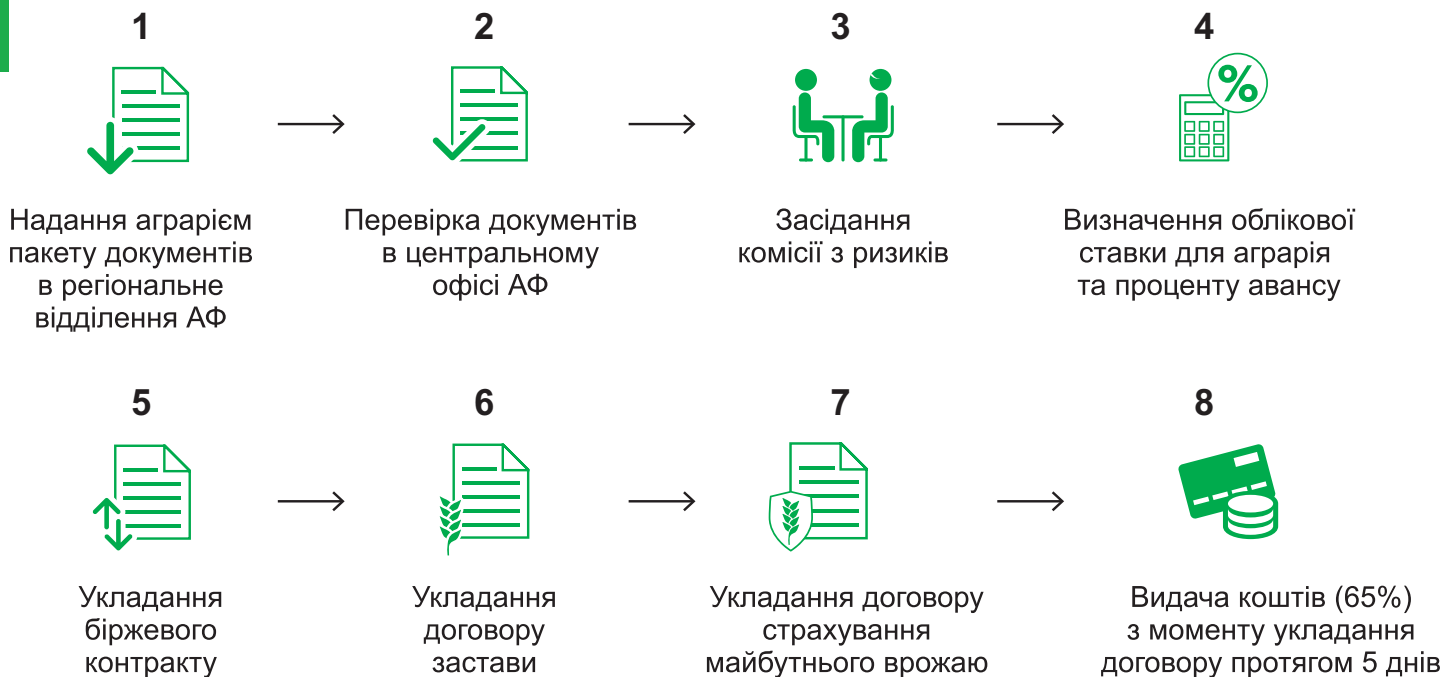 1
Надання аграрієм
пакету документів
в регіональне
відділення АФ
2
Перевірка документів
в центральному
офісі АФ
3
Засідання
комісії з ризиків
4
%
Визначення облікової
ставки для аграрія
та проценту авансу
5
Укладання
біржевого
контракту
6
Укладання
договору
застави
7
Укладання договору
страхування
майбутнього врожаю
8
Видача коштів (65%)
з моменту укладання
договору протягом 5 днів